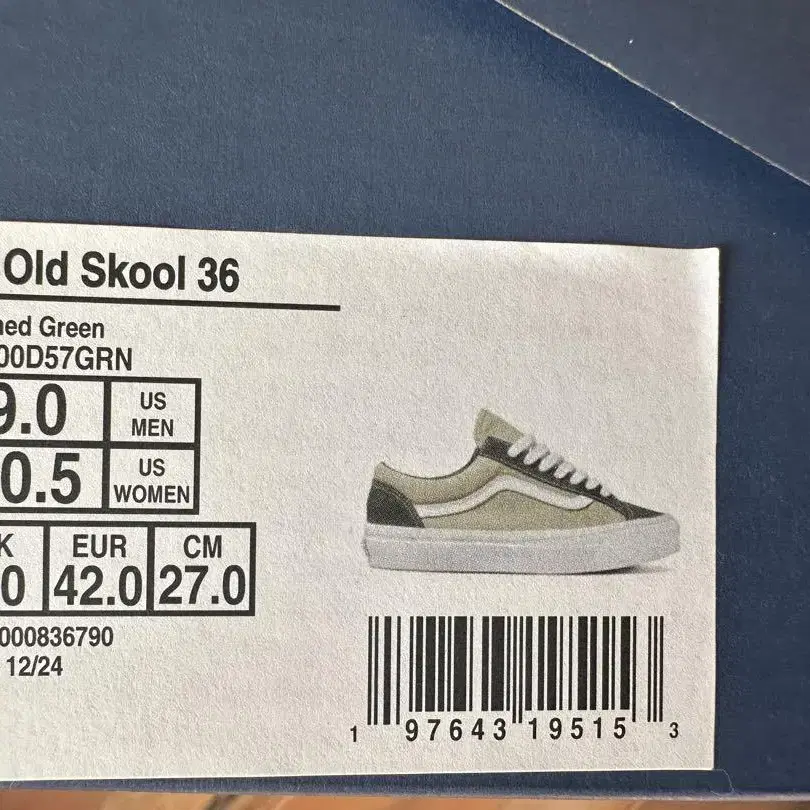 Old Skool 36
ned Green
00D57GRN
9.0 US MEN
0.5 US WOMEN
K EUR CM
0 42.0 27.0
000836790
12/24
1 97643 19515 3